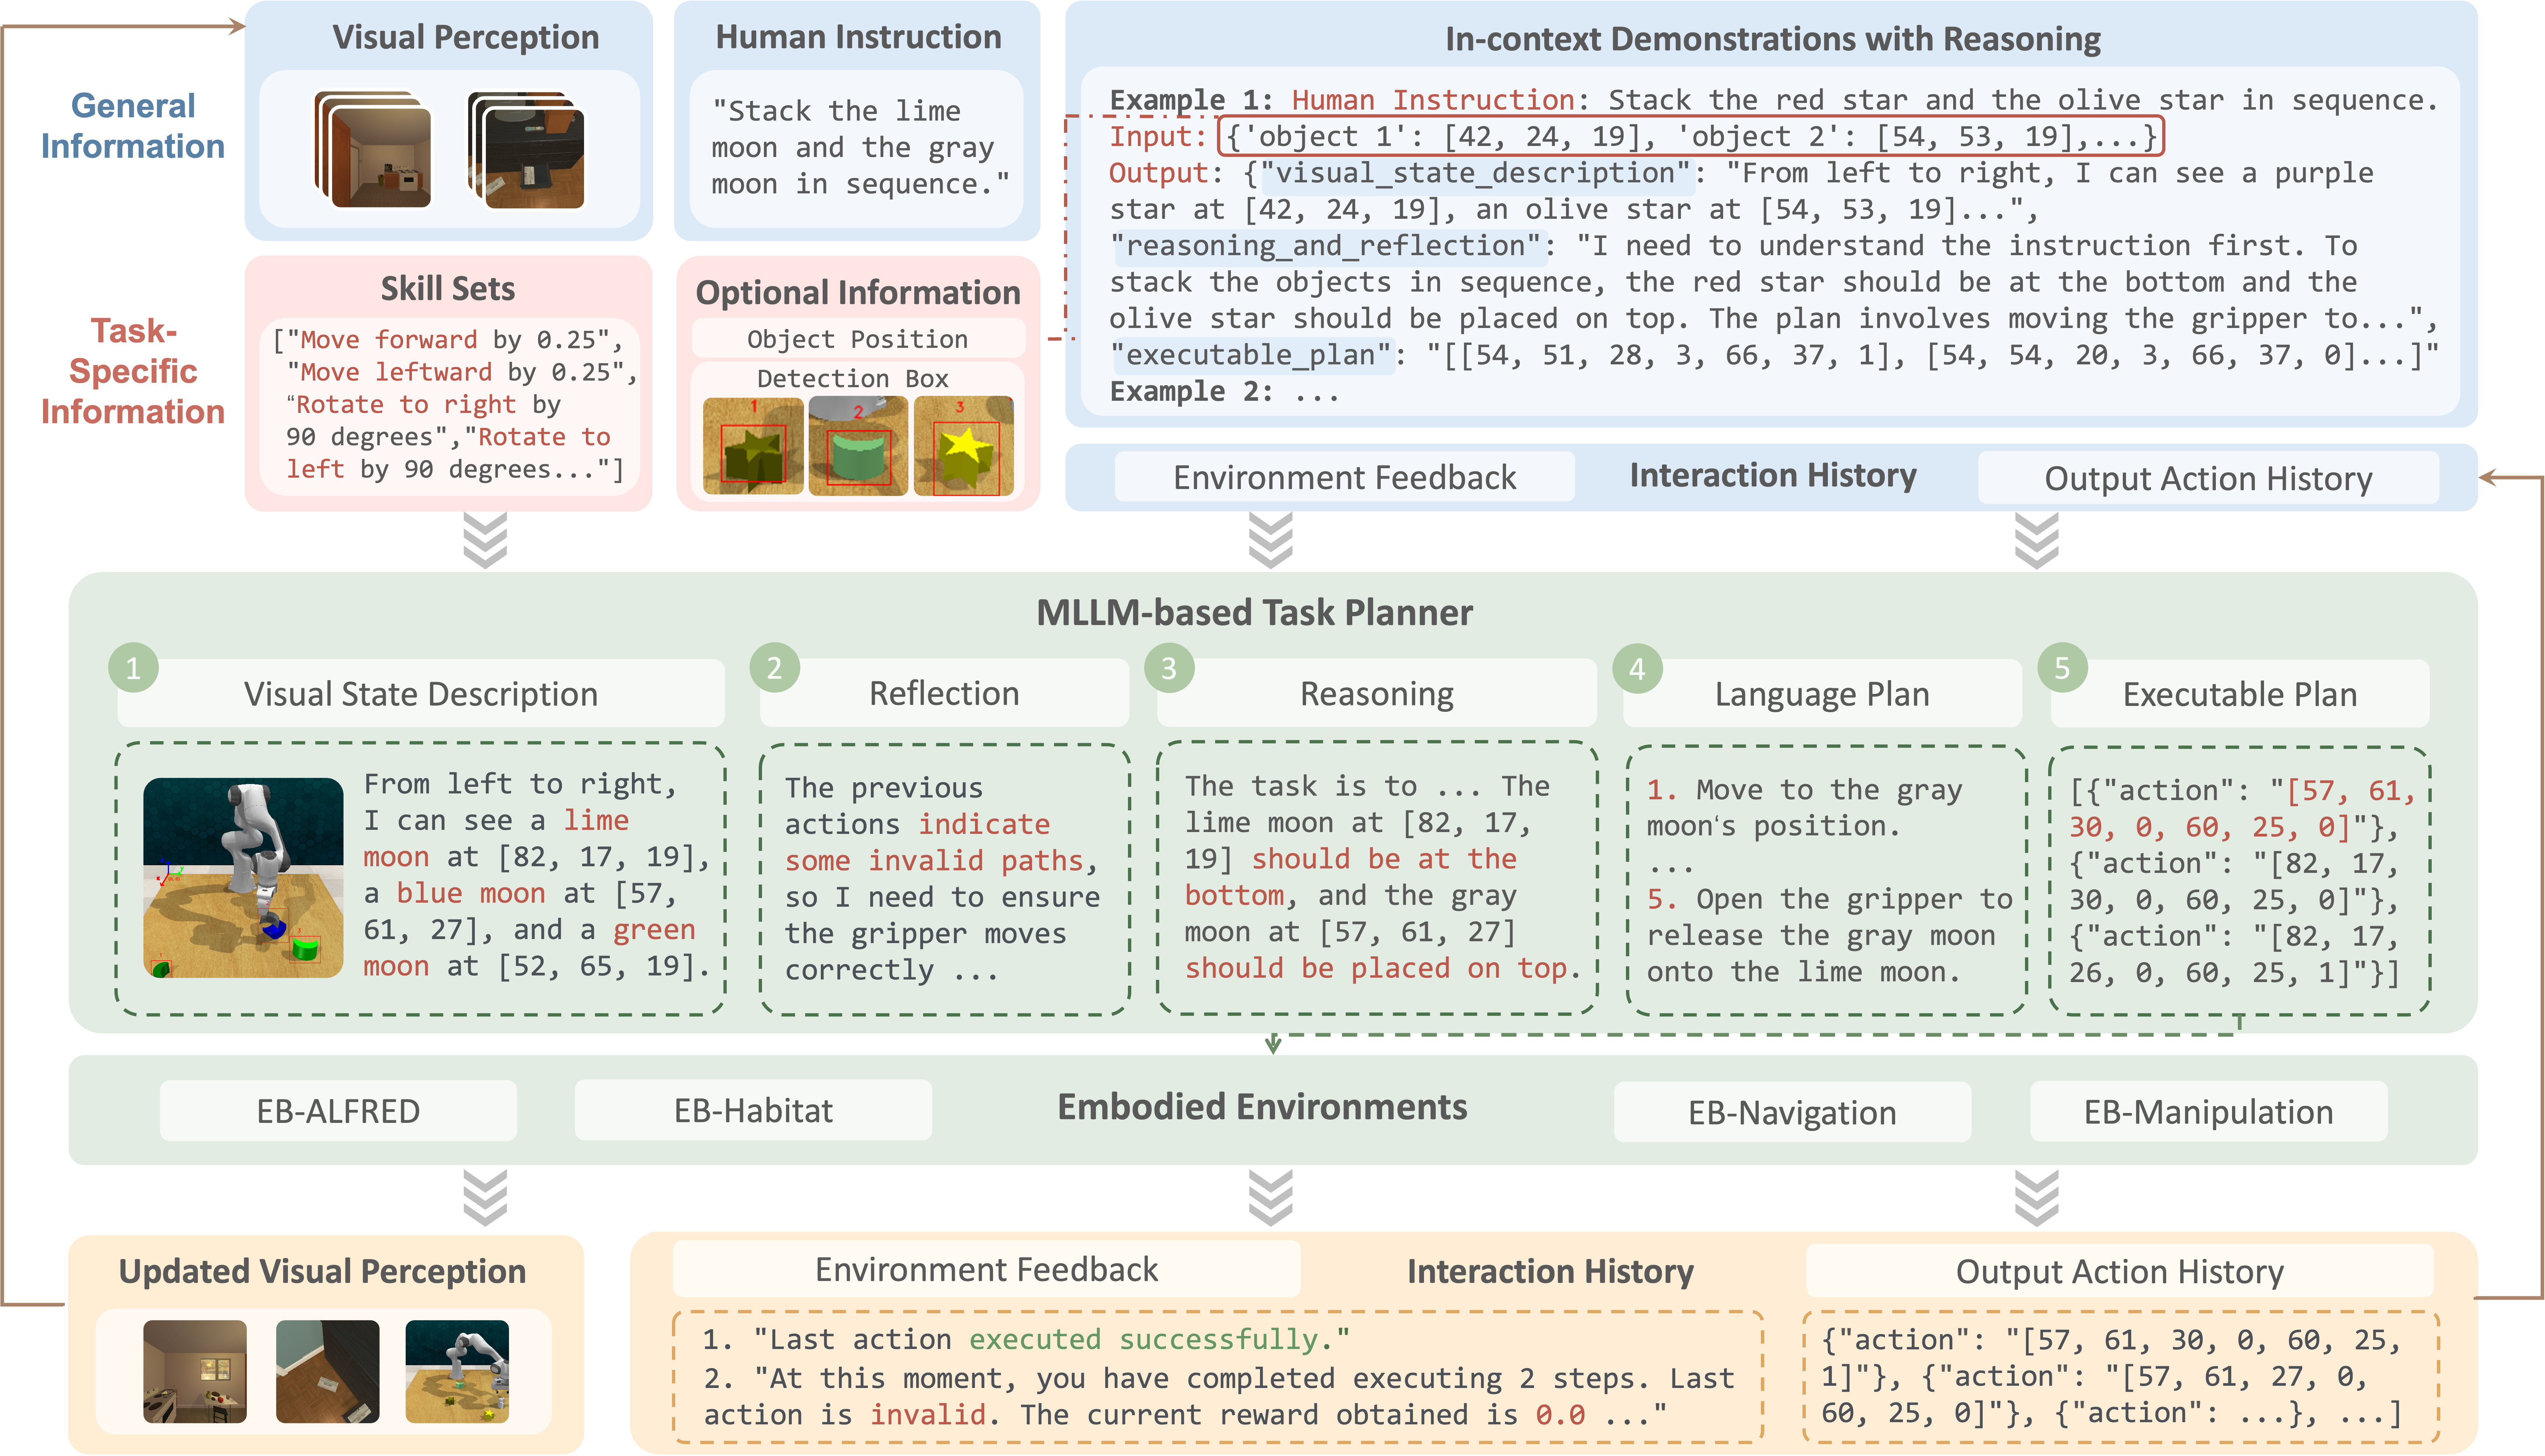 General
Information
Visual Perception
Human Instruction
"Stack the lime
moon and the gray
moon in sequence."
In-context Demonstrations with Reasoning
Example 1: Human Instruction: Stack the red star and the olive star in sequence.
Input: {'object 1': [42, 24, 19], 'object 2': [54, 53, 19],...}
Output: {"visual_state_description": "From left to right, I can see a purple
star at [42, 24, 19], an olive star at [54, 53, 19]...",
"reasoning_and_reflection": "I need to understand the instruction first. To
stack the objects in sequence, the red star should be at the bottom and the
olive star should be placed on top. The plan involves moving the gripper to...",
"executable_plan": "[[54, 51, 28, 3, 66, 37, 1], [54, 54, 20, 3, 66, 37, 0]...]"
Example 2: ...
Task-
Specific
Information
Skill Sets
["Move forward by 0.25",
"Move leftward by 0.25",
“Rotate to right by
90 degrees","Rotate to
left by 90 degrees..."]
Optional Information
Object Position
Detection Box
1
2
3
Environment Feedback
Interaction History
Output Action History
MLLM-based Task Planner
1
Visual State Description
From left to right,
I can see a lime
moon at [82, 17, 19],
a blue moon at [57,
61, 27], and a green
moon at [52, 65, 19].
2
Reflection
The previous
actions indicate
some invalid paths,
so I need to ensure
the gripper moves
correctly ...
3
Reasoning
The task is to ... The
lime moon at [82, 17,
19] should be at the
bottom, and the gray
moon at [57, 61, 27]
should be placed on top.
4
Language Plan
1. Move to the gray
moon‘s position.
...
5. Open the gripper to
release the gray moon
onto the lime moon.
5
Executable Plan
[{"action": "[57, 61,
30, 0, 60, 25, 0]"},
{"action": "[82, 17,
30, 0, 60, 25, 0]"},
{"action": "[82, 17,
26, 0, 60, 25, 1]"}]
EB-ALFRED
EB-Habitat
Embodied Environments
EB-Navigation
EB-Manipulation
Updated Visual Perception
Environment Feedback
Interaction History
Output Action History
1. "Last action executed successfully."
2. "At this moment, you have completed executing 2 steps. Last
action is invalid. The current reward obtained is 0.0 ..."
{"action": "[57, 61, 30, 0, 60, 25,
1]"}, {"action": "[57, 61, 27, 0,
60, 25, 0]"}, {"action": ...}, ...]